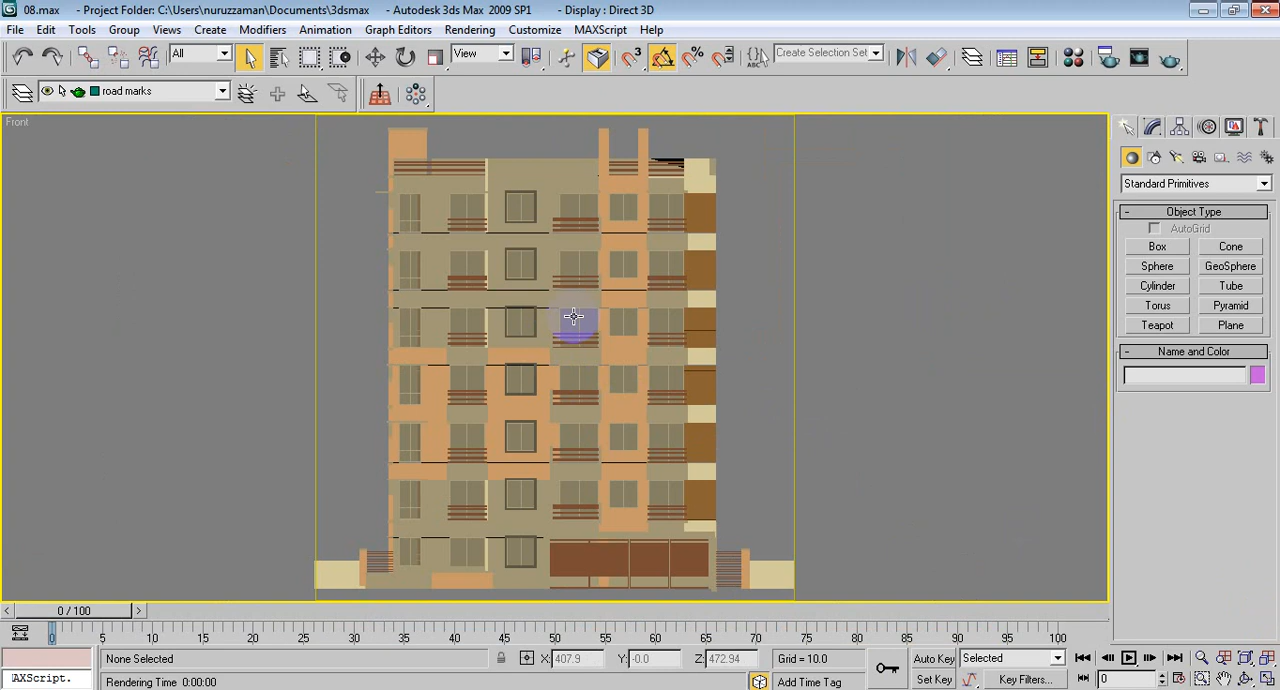 08.max - Project Folder: C:\Users\nuruzzaman\Documents\3dsmax - Autodesk 3ds Max 2009 SP1 - Display : Direct 3D
File Edit Tools Group Views Create Modifiers Animation Graph Editors Rendering Customize MAXScript Help
All View 3 % ABC Create Selection Set
road marks
Front
Standard Primitives
- Object Type
AutoGrid
Box Cone
Sphere GeoSphere
Cylinder Tube
Torus Pyramid
Teapot Plane
- Name and Color
< 0 / 100 >
0 5 10 15 20 25 30 35 40 45 50 55 60 65 70 75 80 85 90 95 100
None Selected X: 407.9 Y: -0.0 Z: 472.94 Grid = 10.0 Auto Key Selected
AXScript. Rendering Time 0:00:00 Add Time Tag Set Key Key Filters... 0